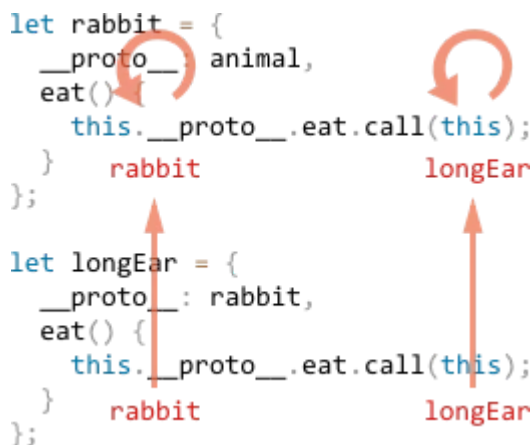 let rabbit = {
  __proto__: animal,
  eat() {
    this.__proto__.eat.call(this);
  }    rabbit    longEar
};
let longEar = {
  __proto__: rabbit,
  eat() {
    this.__proto__.eat.call(this);
  }    rabbit    longEar
};